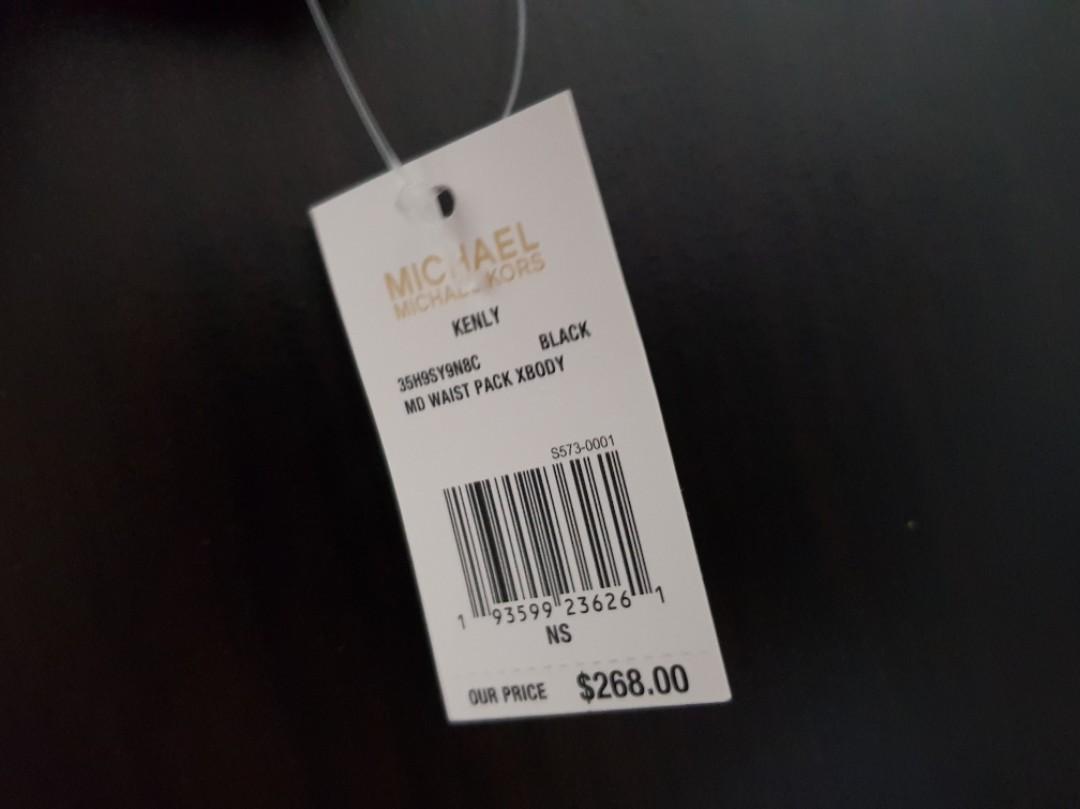 MICHAEL
MICHAEL KORS
KENLY
35H9SY9N8C BLACK
MD WAIST PACK XBODY
S573-0001
1 93599 23626 1
NS
OUR PRICE $268.00